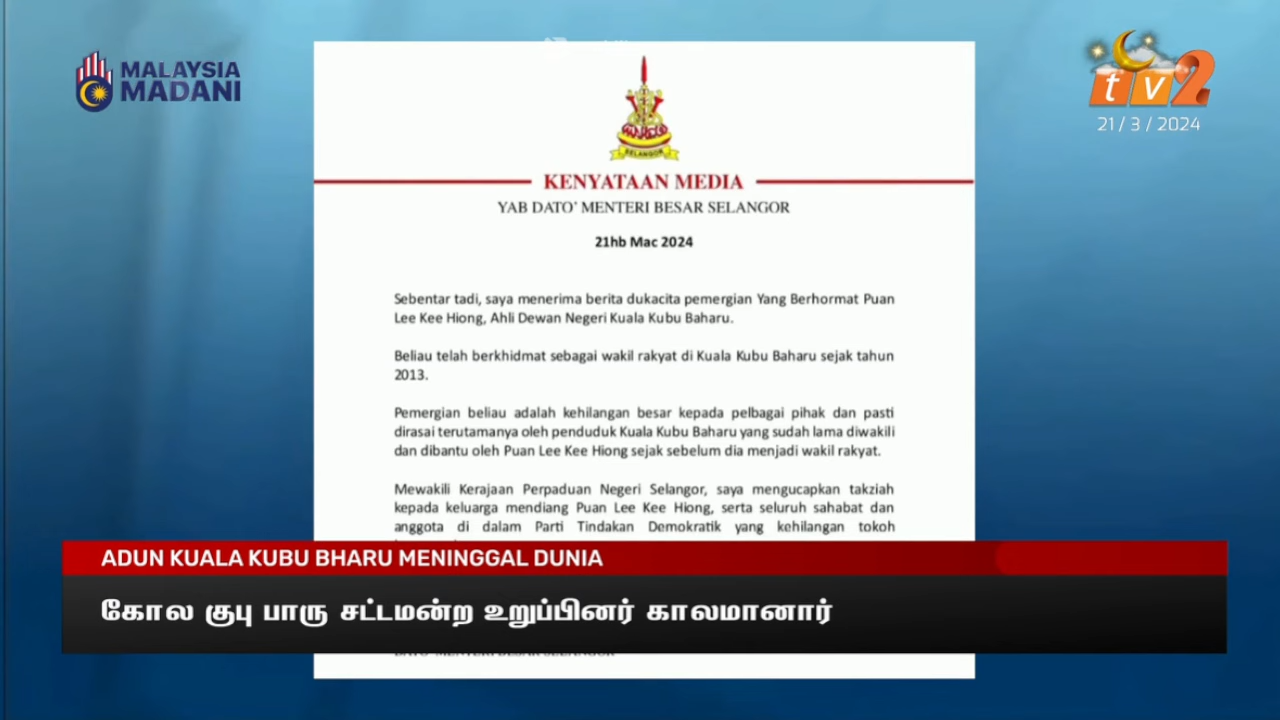 MALAYSIA
MADANI
tv2
21 / 3 / 2024
SELANGOR
KENYATAAN MEDIA
YAB DATO' MENTERI BESAR SELANGOR
21hb Mac 2024
Sebentar tadi, saya menerima berita dukacita pemergian Yang Berhormat Puan
Lee Kee Hiong, Ahli Dewan Negeri Kuala Kubu Baharu.
Beliau telah berkhidmat sebagai wakil rakyat di Kuala Kubu Baharu sejak tahun
2013.
Pemergian beliau adalah kehilangan besar kepada pelbagai pihak dan pasti
dirasai terutamanya oleh penduduk Kuala Kubu Baharu yang sudah lama diwakili
dan dibantu oleh Puan Lee Kee Hiong sejak sebelum dia menjadi wakil rakyat.
Mewakili Kerajaan Perpaduan Negeri Selangor, saya mengucapkan takziah
kepada keluarga mendiang Puan Lee Kee Hiong, serta seluruh sahabat dan
anggota di dalam Parti Tindakan Demokratik yang kehilangan tokoh
ADUN KUALA KUBU BHARU MENINGGAL DUNIA
கோல குபு பாரு சட்டமன்ற உறுப்பினர் காலமானார்